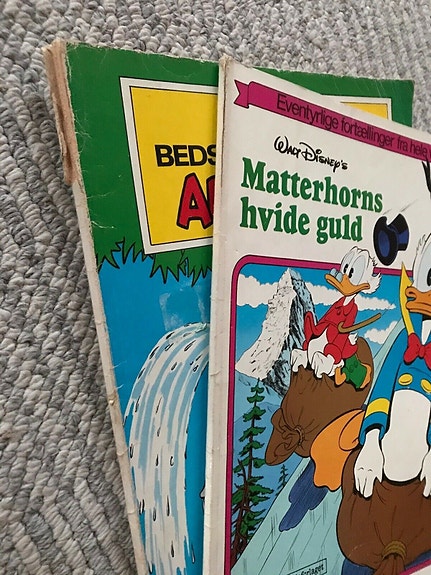 BEDS
Eventyrlige fortællinger fra hele
WALT DISNEY'S
Matterhorns
hvide guld